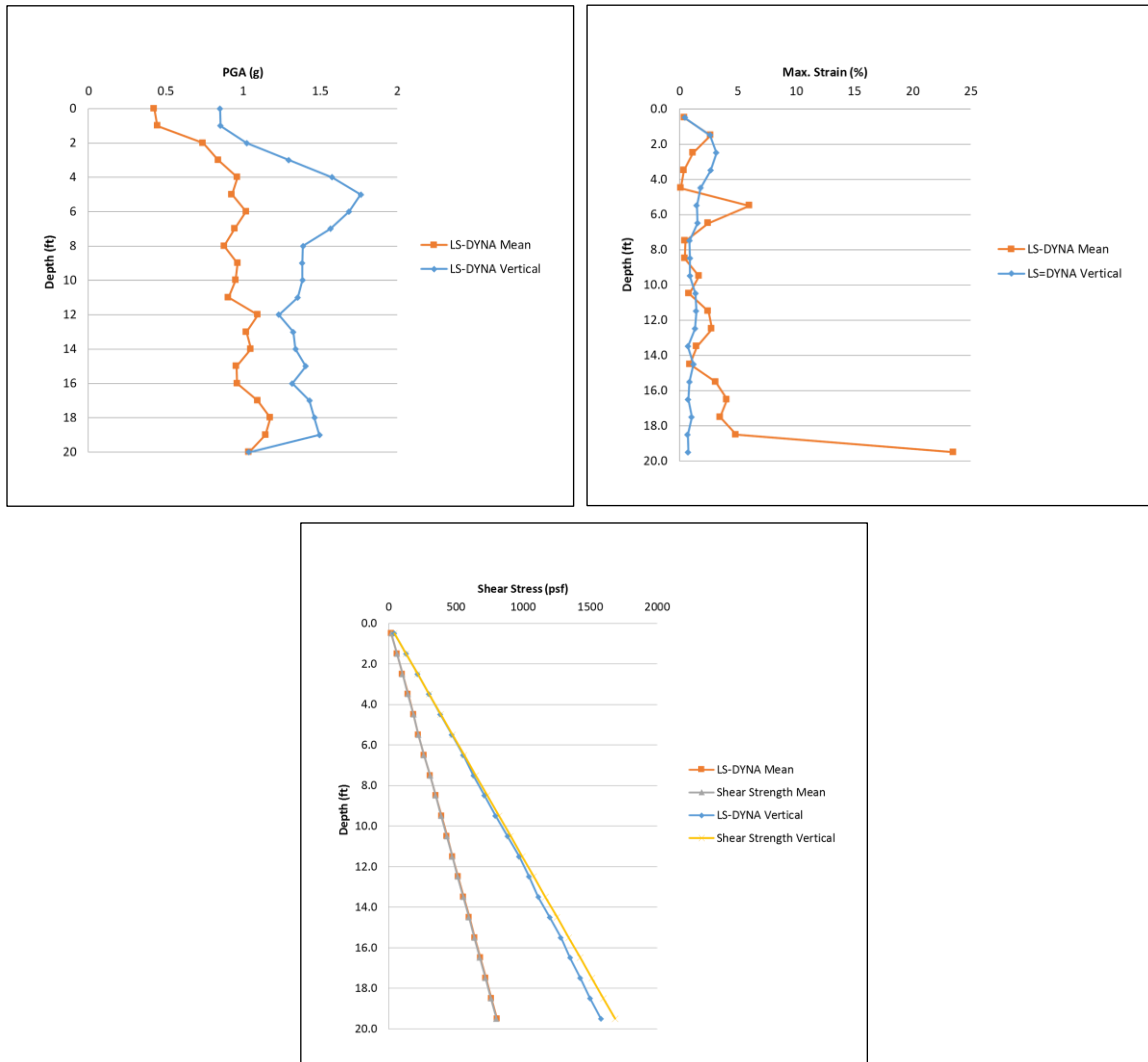 PGA (g)
0 0.5 1 1.5 2
0
2
4
6
8
10
12
14
16
18
20
Depth (ft)
LS-DYNA Mean
LS-DYNA Vertical
Max. Strain (%)
0 5 10 15 20 25
0.0
2.0
4.0
6.0
8.0
10.0
12.0
14.0
16.0
18.0
20.0
Depth (ft)
LS-DYNA Mean
LS=DYNA Vertical
Shear Stress (psf)
0 500 1000 1500 2000
0.0
2.0
4.0
6.0
8.0
10.0
12.0
14.0
16.0
18.0
20.0
Depth (ft)
LS-DYNA Mean
Shear Strength Mean
LS-DYNA Vertical
Shear Strength Vertical